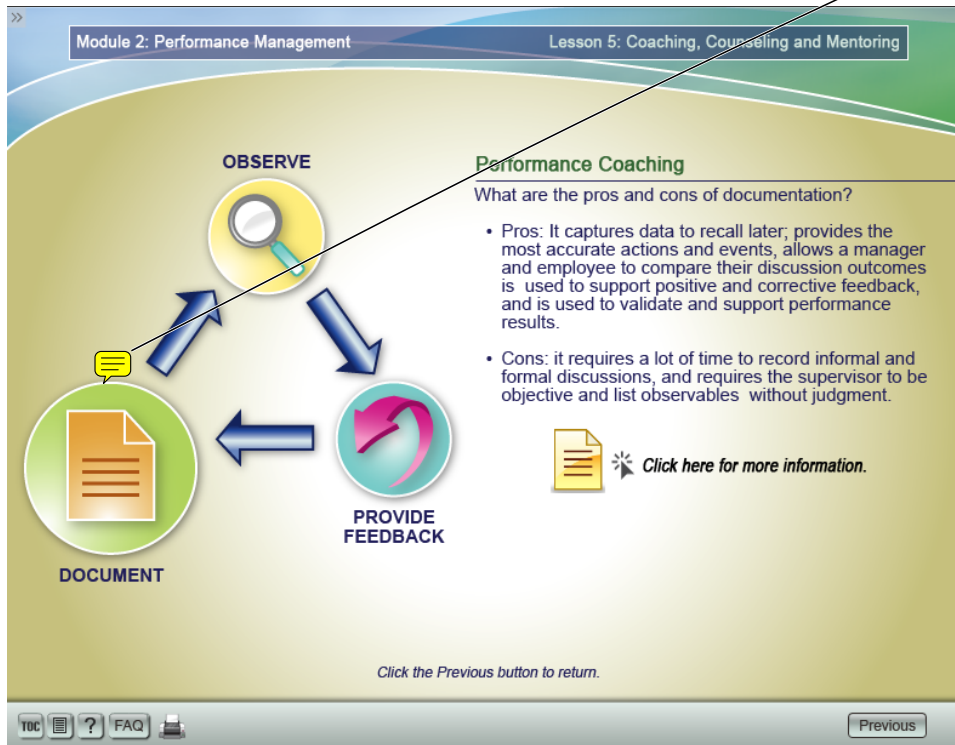 »
Module 2: Performance Management
Lesson 5: Coaching, Counseling and Mentoring
OBSERVE
PROVIDE
FEEDBACK
DOCUMENT
Performance Coaching
What are the pros and cons of documentation?
• Pros: It captures data to recall later; provides the
most accurate actions and events, allows a manager
and employee to compare their discussion outcomes
is  used to support positive and corrective feedback,
and is used to validate and support performance
results.
• Cons: it requires a lot of time to record informal and
formal discussions, and requires the supervisor to be
objective and list observables  without judgment.
Click here for more information.
Click the Previous button to return.
TOC
?
FAQ
Previous